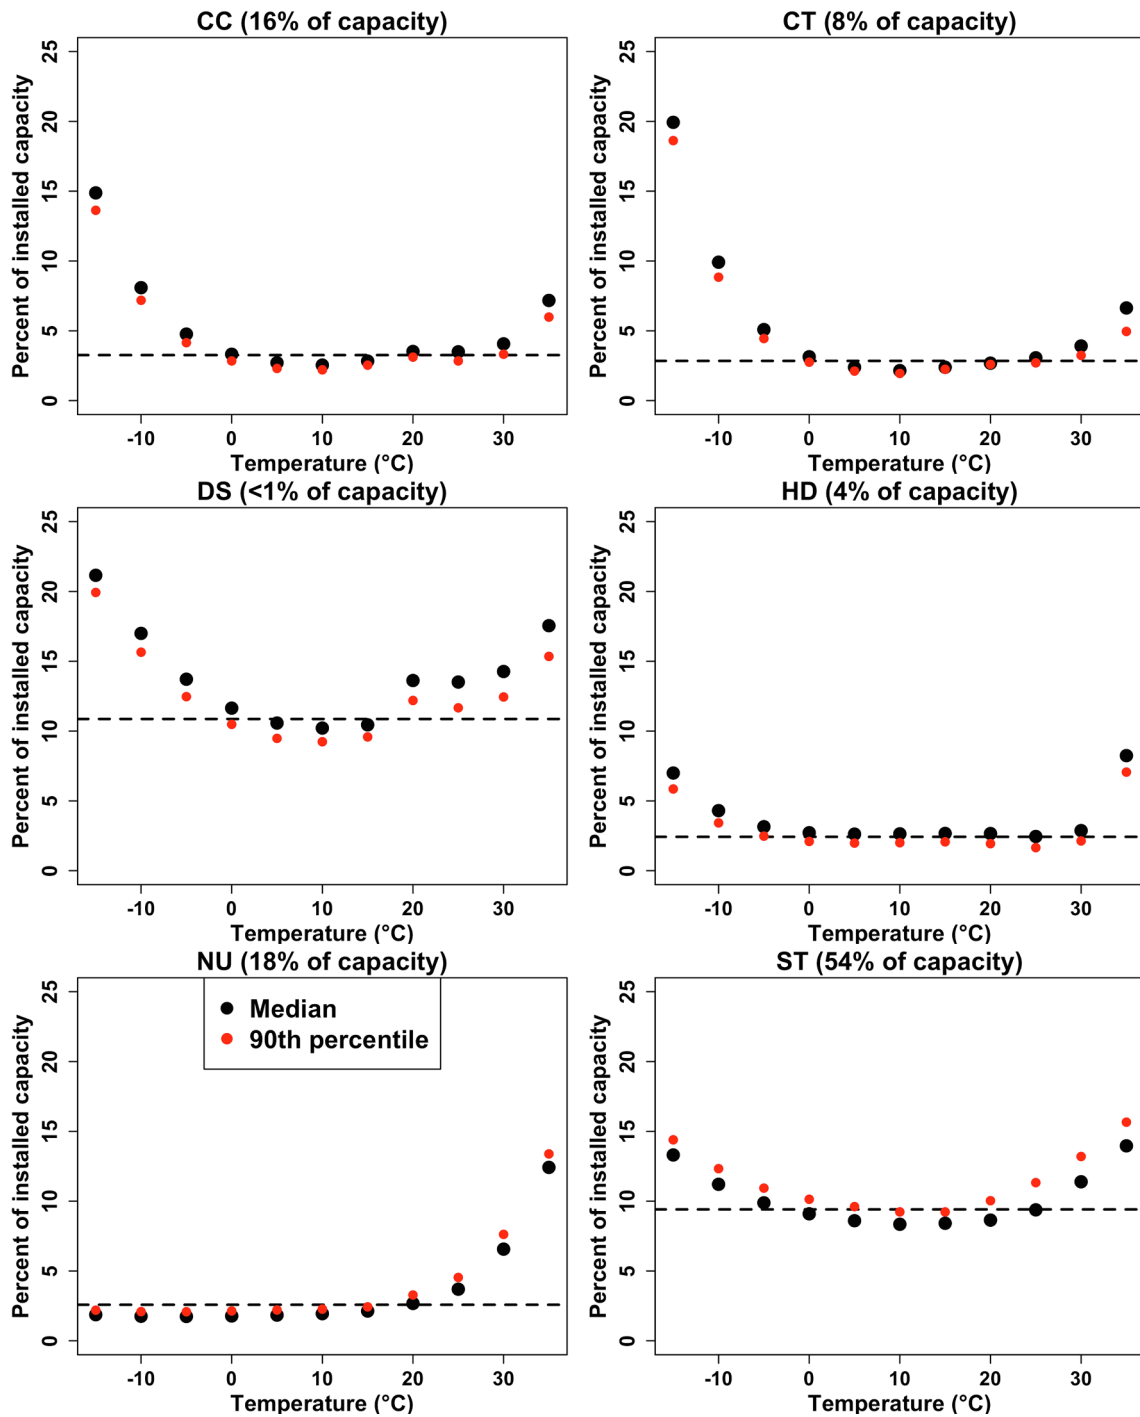 CC (16% of capacity)
Percent of installed capacity
25
20
15
10
5
0
-10 0 10 20 30
Temperature (°C)
CT (8% of capacity)
Percent of installed capacity
25
20
15
10
5
0
-10 0 10 20 30
Temperature (°C)
DS (<1% of capacity)
Percent of installed capacity
25
20
15
10
5
0
-10 0 10 20 30
Temperature (°C)
HD (4% of capacity)
Percent of installed capacity
25
20
15
10
5
0
-10 0 10 20 30
Temperature (°C)
NU (18% of capacity)
Median
90th percentile
Percent of installed capacity
25
20
15
10
5
0
-10 0 10 20 30
Temperature (°C)
ST (54% of capacity)
Percent of installed capacity
25
20
15
10
5
0
-10 0 10 20 30
Temperature (°C)